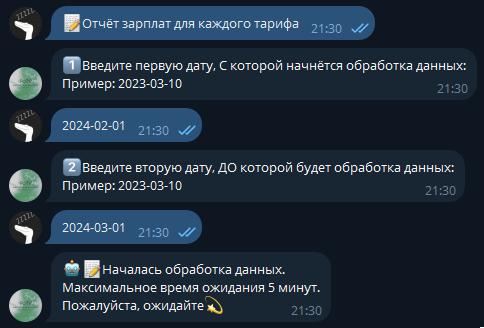 📝Отчёт зарплат для каждого тарифа 21:30
1️⃣Введите первую дату, С которой начнётся обработка данных:
Пример: 2023-03-10 21:30
2024-02-01 21:30
2️⃣Введите вторую дату, ДО которой будет обработка данных:
Пример: 2023-03-10 21:30
2024-03-01 21:30
🤖📝Началась обработка данных.
Максимальное время ожидания 5 минут.
Пожалуйста, ожидайте💫 21:30